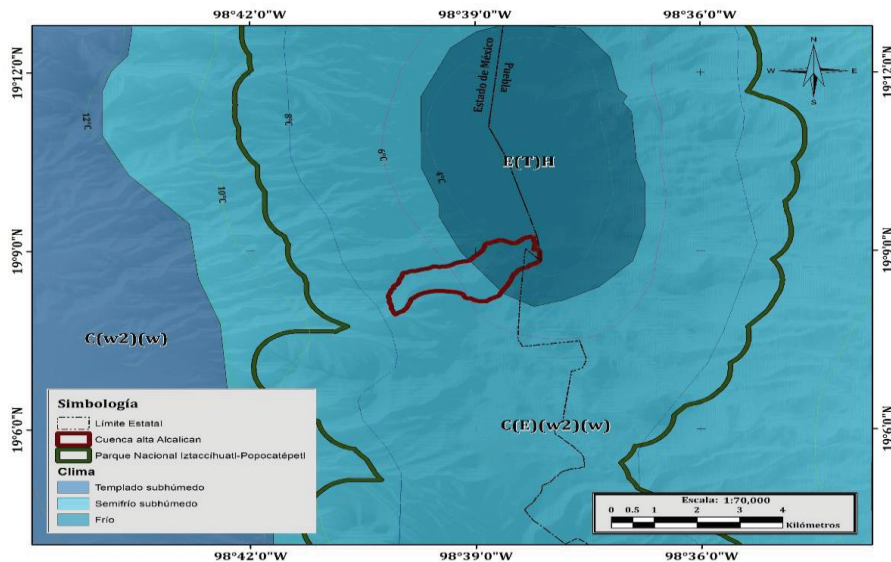 98°42'0"W 98°39'0"W 98°36'0"W
19°12'0"N 19°12'0"N
N
W E
S
Estado de México
Puebla
12°C
8°C
6°C
4°C
10°C
E(T)H
19°9'0"N 19°9'0"N
C(w2)(w)
C(E)(w2)(w)
19°6'0"N 19°6'0"N
Simbología
Límite Estatal
Cuenca alta Alcalican
Parque Nacional Iztaccíhuatl-Popocatépetl
Clima
Templado subhúmedo
Semifrío subhúmedo
Frío
Escala: 1:70,000
0 0.5 1 2 3 4
Kilómetros
98°42'0"W 98°39'0"W 98°36'0"W